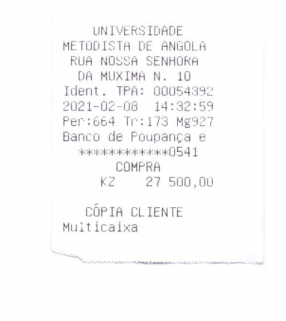 UNIVERSIDADE
METODISTA DE ANGOLA
RUA NOSSA SENHORA
DA MUXIMA N. 10
Ident. TPA: 00054392
2021-02-08 14:32:59
Per:664 Tr:173 Mg927
Banco de Poupança e
************0541
COMPRA
KZ 27 500,00
CÓPIA CLIENTE
Multicaixa